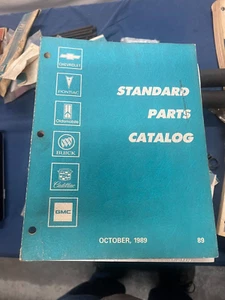 CHEVROLET
PONTIAC
Oldsmobile
BUICK
Cadillac
GMC
STANDARD
PARTS
CATALOG
OCTOBER, 1989
89